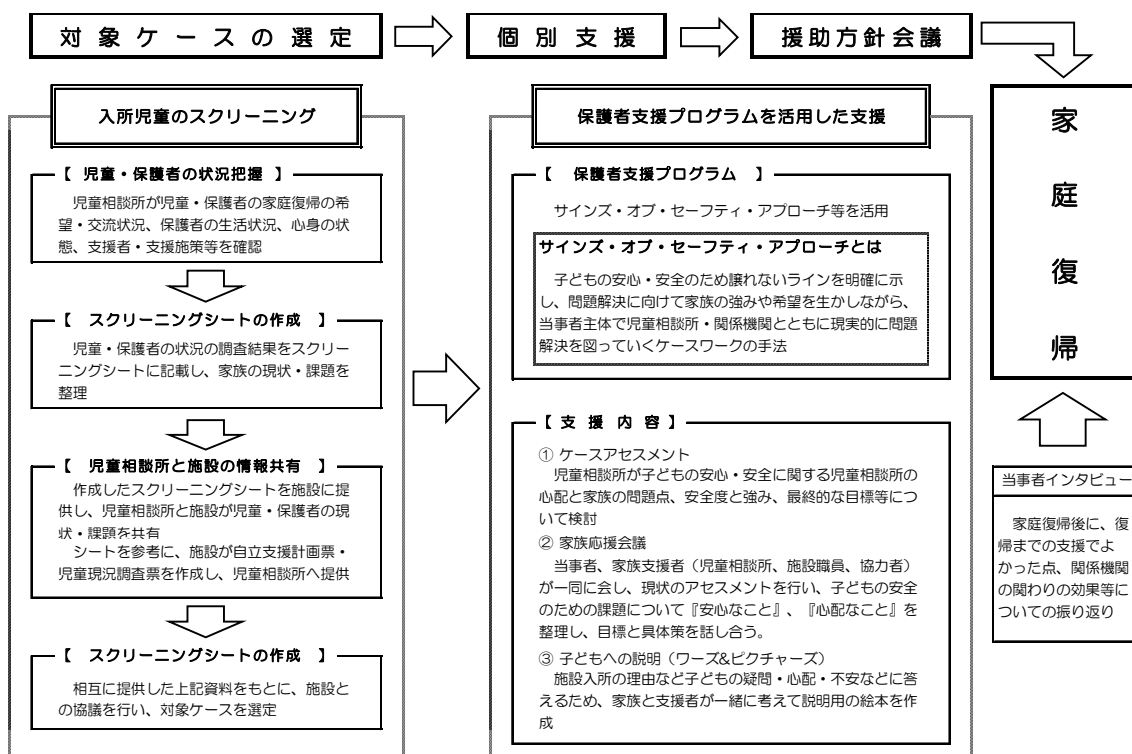 対象ケースの選定
個別支援
援助方針会議
入所児童のスクリーニング
【 児童・保護者の状況把握 】
児童相談所が児童・保護者の家庭復帰の希
望・交流状況、保護者の生活状況、心身の状
態、支援者・支援施策等を確認
【 スクリーニングシートの作成 】
児童・保護者の状況の調査結果をスクリー
ニングシートに記載し、家族の現状・課題を
整理
【 児童相談所と施設の情報共有 】
作成したスクリーニングシートを施設に提
供し、児童相談所と施設が児童・保護者の現
状・課題を共有
シートを参考に、施設が自立支援計画票・
児童現況調査票を作成し、児童相談所へ提供
【 スクリーニングシートの作成 】
相互に提供した上記資料をもとに、施設と
の協議を行い、対象ケースを選定
保護者支援プログラムを活用した支援
【 保護者支援プログラム 】
サインズ・オブ・セーフティ・アプローチ等を活用
サインズ・オブ・セーフティ・アプローチとは
子どもの安心・安全のため譲れないラインを明確に示
し、問題解決に向けて家族の強みや希望を生かしながら、
当事者主体で児童相談所・関係機関とともに現実的に問題
解決を図っていくケースワークの手法
【 支 援 内 容 】
① ケースアセスメント
児童相談所が子どもの安心・安全に関する児童相談所の
心配と家族の問題点、安全度と強み、最終的な目標等につ
いて検討
② 家族応援会議
当事者、家族支援者（児童相談所、施設職員、協力者）
が一同に会し、現状のアセスメントを行い、子どもの安全
のための課題について『安心なこと』、『心配なこと』を
整理し、目標と具体策を話し合う。
③ 子どもへの説明（ワーズ&ピクチャーズ）
施設入所の理由など子どもの疑問・心配・不安などに答
えるため、家族と支援者が一緒に考えて説明用の絵本を作
成
家庭復帰
当事者インタビュー
家庭復帰後に、復
帰までの支援でよ
かった点、関係機関
の関わりの効果等に
ついての振り返り